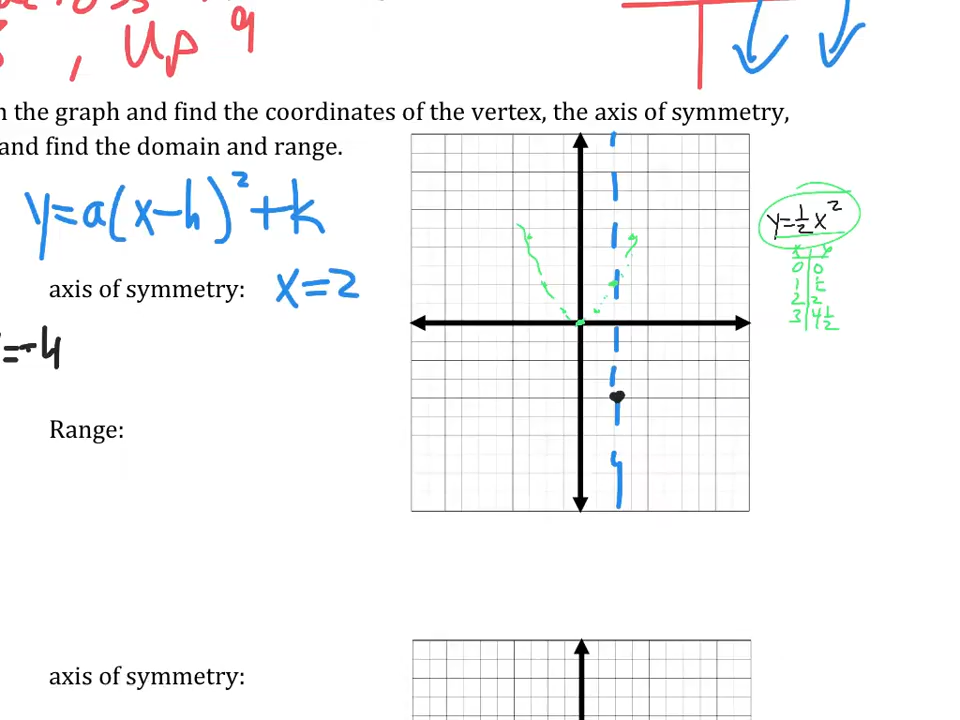 , Up 9
the graph and find the coordinates of the vertex, the axis of symmetry,
and find the domain and range.
y=a(x-h)²+k
y=½x²
x y
0 0
1 ½
2 2
3 4½
axis of symmetry: x=2
=-4
Range:
axis of symmetry: